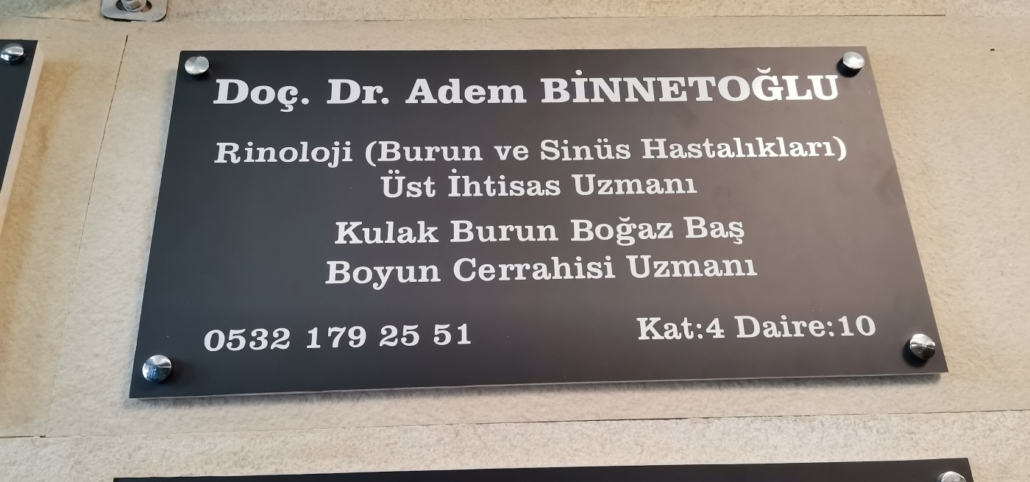 Doç. Dr. Adem BİNNETOĞLU
Rinoloji (Burun ve Sinüs Hastalıkları)
Üst İhtisas Uzmanı
Kulak Burun Boğaz Baş
Boyun Cerrahisi Uzmanı
0532 179 25 51 Kat:4 Daire:10